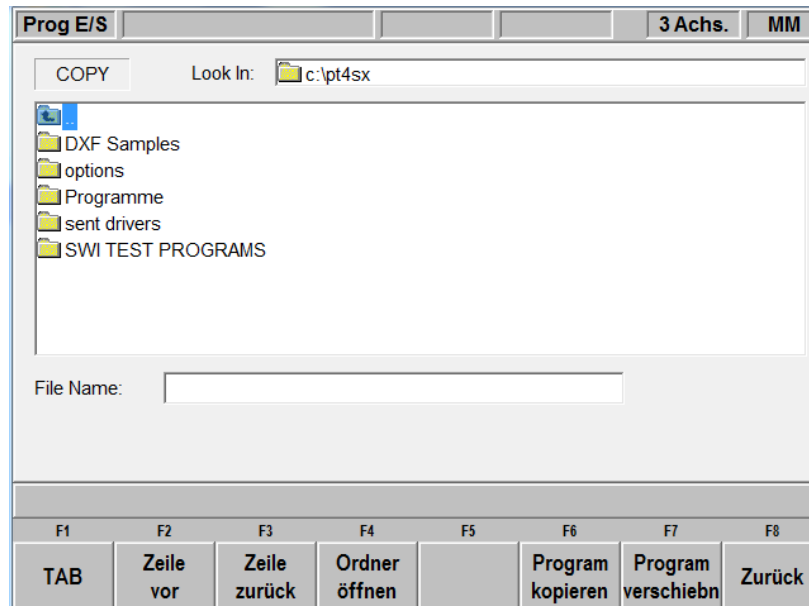 Prog E/S 3 Achs. MM
COPY Look In: c:\pt4sx
..
DXF Samples
options
Programme
sent drivers
SWI TEST PROGRAMS
File Name:
F1 F2 F3 F4 F5 F6 F7 F8
TAB
Zeile vor
Zeile zurück
Ordner öffnen
Program kopieren
Program verschiebn
Zurück